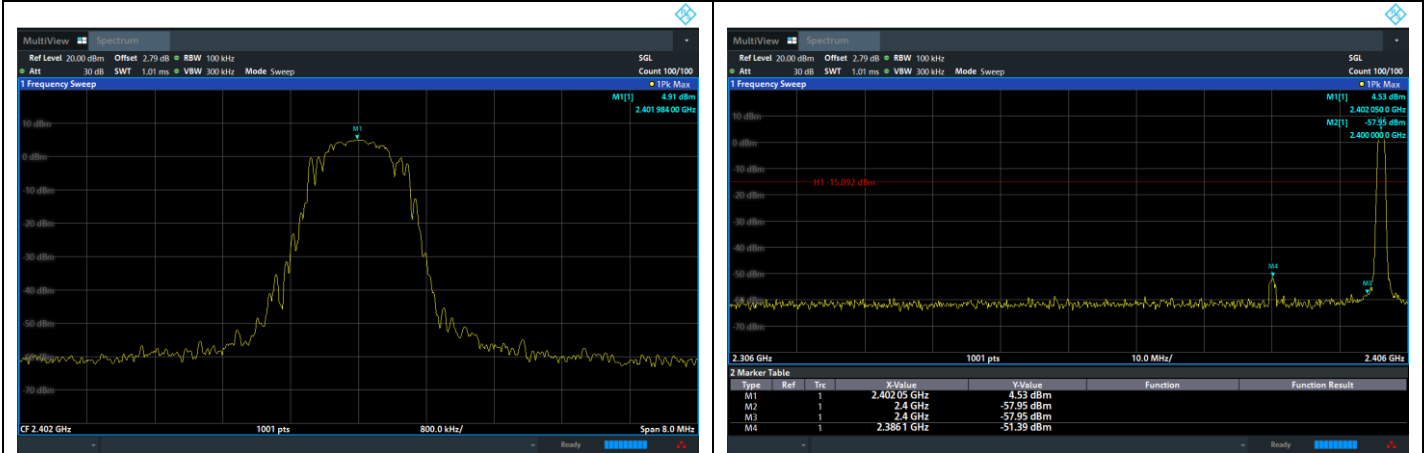 MultiView Spectrum
Ref Level 20.00 dBm Offset 2.79 dB RBW 100 kHz SGL
Att 30 dB SWT 1.01 ms VBW 300 kHz Mode Sweep Count 100/100
1 Frequency Sweep 1Pk Max
M1[1] 4.91 dBm
2.401 984 00 GHz
10 dBm
M1
0 dBm
-10 dBm
-20 dBm
-30 dBm
-40 dBm
-50 dBm
-60 dBm
-70 dBm
CF 2.402 GHz 1001 pts 800.0 kHz/ Span 8.0 MHz
Ready
MultiView Spectrum
Ref Level 20.00 dBm Offset 2.79 dB RBW 100 kHz SGL
Att 30 dB SWT 1.01 ms VBW 300 kHz Mode Sweep Count 100/100
1 Frequency Sweep 1Pk Max
M1[1] 4.53 dBm
2.402 050 0 GHz
M2[1] -57.95 dBm
2.400 000 0 GHz
10 dBm
0 dBm
-10 dBm
H1 -15.092 dBm
-20 dBm
-30 dBm
-40 dBm
-50 dBm
M4
-60 dBm
-70 dBm
2.306 GHz 1001 pts 10.0 MHz/ 2.406 GHz
2 Marker Table
Type Ref Trc X-Value Y-Value Function Function Result
M1 1 2.40205 GHz 4.53 dBm
M2 1 2.4 GHz -57.95 dBm
M3 1 2.4 GHz -57.95 dBm
M4 1 2.3861 GHz -51.39 dBm
Ready